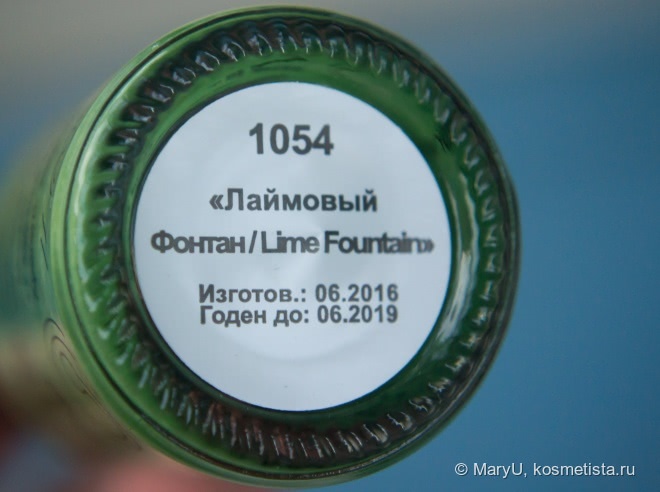 1054
«Лаймовый
Фонтан / Lime Fountain»
Изготов.: 06.2016
Годен до: 06.2019
© MaryU, kosmetista.ru